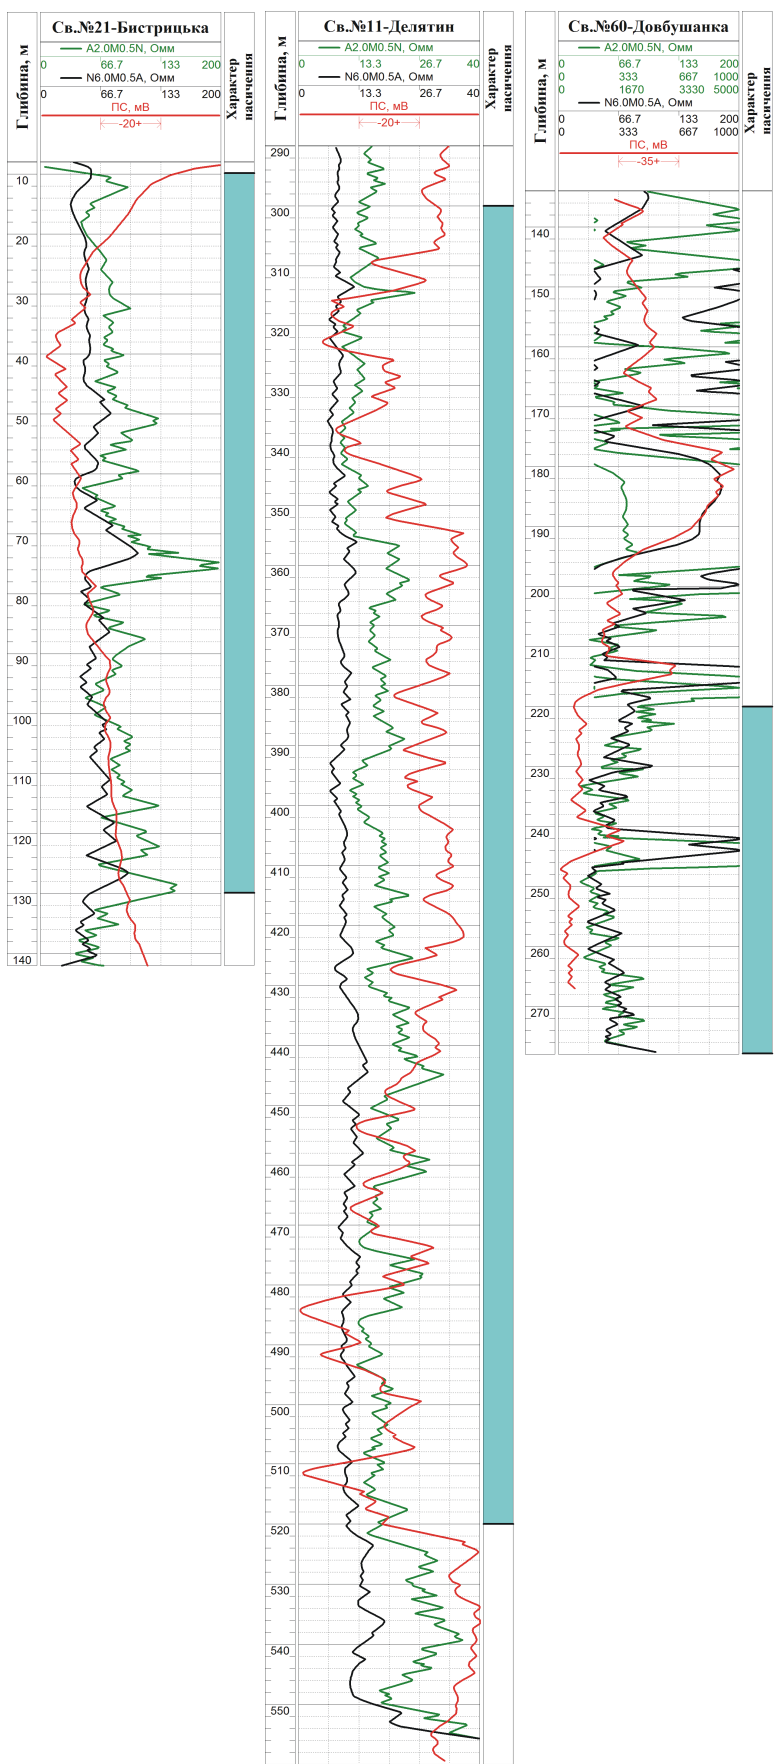 Св.№21-Бистрицька
Глибина, м
A2.0M0.5N, Омм
0 66.7 133 200
N6.0M0.5A, Омм
0 66.7 133 200
ПС, мВ
-20+
Характер
насичення
10
20
30
40
50
60
70
80
90
100
110
120
130
140
Св.№11-Делятин
Глибина, м
A2.0M0.5N, Омм
0 13.3 26.7 40
N6.0M0.5A, Омм
0 13.3 26.7 40
ПС, мВ
-20+
Характер
насичення
290
300
310
320
330
340
350
360
370
380
390
400
410
420
430
440
450
460
470
480
490
500
510
520
530
540
550
Св.№60-Довбушанка
Глибина, м
A2.0M0.5N, Омм
0 66.7 133 200
0 333 667 1000
0 1670 3330 5000
N6.0M0.5A, Омм
0 66.7 133 200
0 333 667 1000
ПС, мВ
-35+
Характер
насичення
140
150
160
170
180
190
200
210
220
230
240
250
260
270